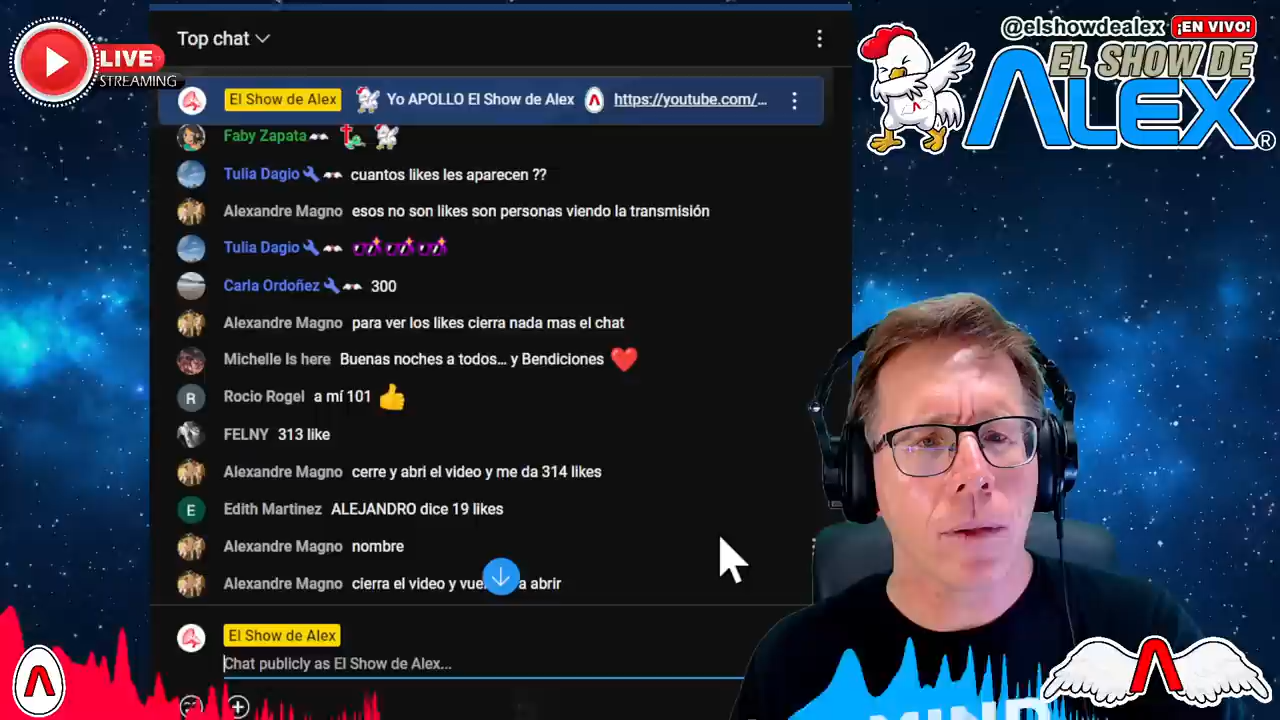 LIVE
STREAMING
Top chat
El Show de Alex Yo APOLLO El Show de Alex https://youtube.com/...
Faby Zapata
Tulia Dagio cuantos likes les aparecen ??
Alexandre Magno esos no son likes son personas viendo la transmisión
Tulia Dagio
Carla Ordoñez 300
Alexandre Magno para ver los likes cierra nada mas el chat
Michelle Is here Buenas noches a todos... y Bendiciones
R Rocio Rogel a mí 101
FELNY 313 like
Alexandre Magno cerre y abri el video y me da 314 likes
E Edith Martinez ALEJANDRO dice 19 likes
Alexandre Magno nombre
Alexandre Magno cierra el video y a abrir
El Show de Alex
Chat publicly as El Show de Alex...
@elshowdealex ¡EN VIVO!
EL SHOW DE
ALEX®
MIND